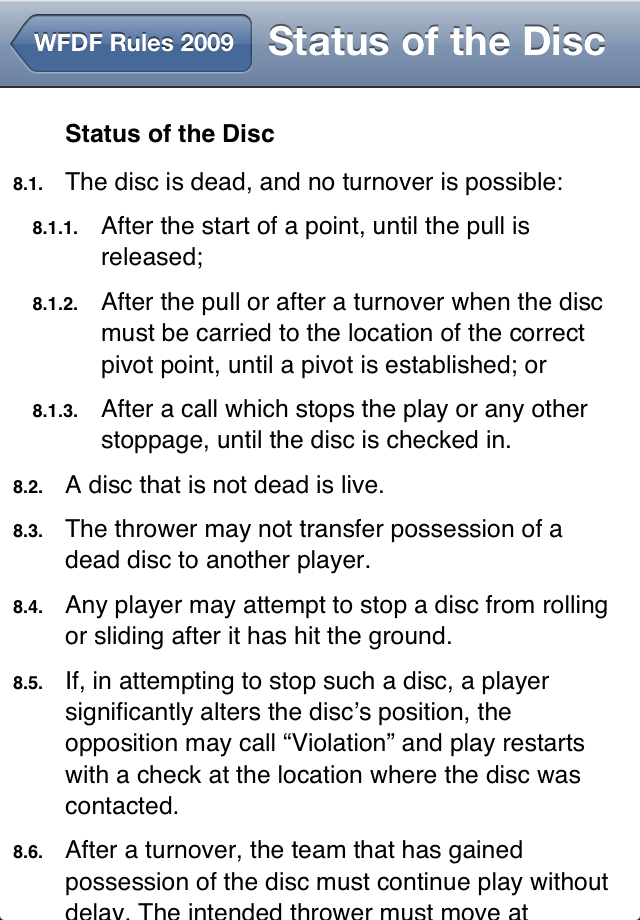 WFDF Rules 2009
Status of the Disc
Status of the Disc
8.1. The disc is dead, and no turnover is possible:
8.1.1. After the start of a point, until the pull is
released;
8.1.2. After the pull or after a turnover when the disc
must be carried to the location of the correct
pivot point, until a pivot is established; or
8.1.3. After a call which stops the play or any other
stoppage, until the disc is checked in.
8.2. A disc that is not dead is live.
8.3. The thrower may not transfer possession of a
dead disc to another player.
8.4. Any player may attempt to stop a disc from rolling
or sliding after it has hit the ground.
8.5. If, in attempting to stop such a disc, a player
significantly alters the disc’s position, the
opposition may call “Violation” and play restarts
with a check at the location where the disc was
contacted.
8.6. After a turnover, the team that has gained
possession of the disc must continue play without
delay. The intended thrower must move at